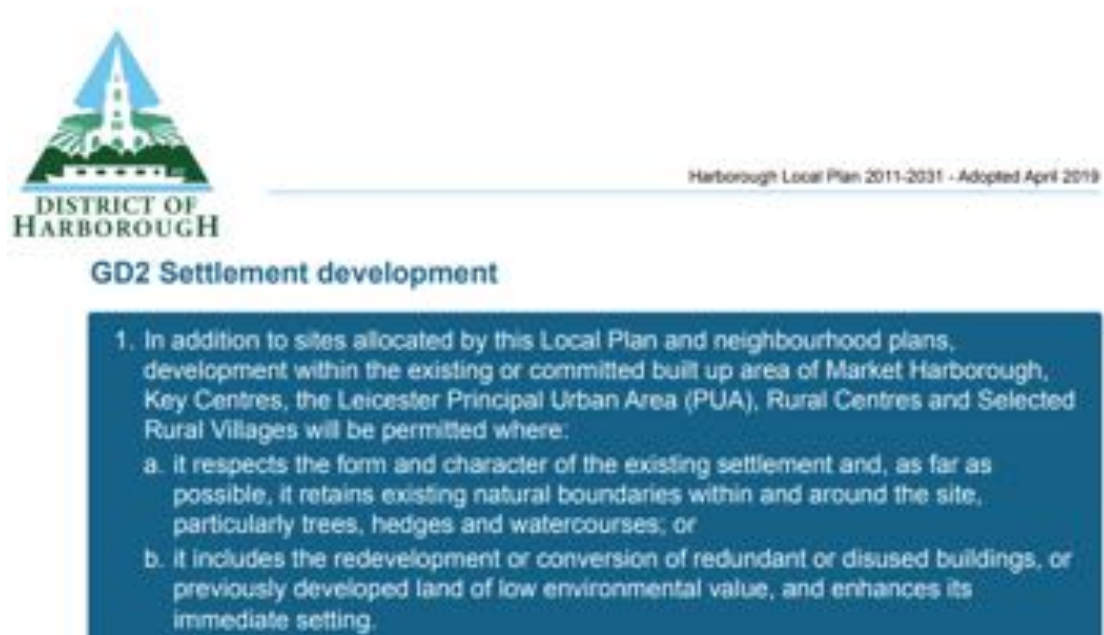 DISTRICT OF
HARBOROUGH
Harborough Local Plan 2011-2031 - Adopted April 2019
GD2 Settlement development
1. In addition to sites allocated by this Local Plan and neighbourhood plans,
development within the existing or committed built up area of Market Harborough,
Key Centres, the Leicester Principal Urban Area (PUA), Rural Centres and Selected
Rural Villages will be permitted where:
a. it respects the form and character of the existing settlement and, as far as
possible, it retains existing natural boundaries within and around the site,
particularly trees, hedges and watercourses; or
b. it includes the redevelopment or conversion of redundant or disused buildings, or
previously developed land of low environmental value, and enhances its
immediate setting.